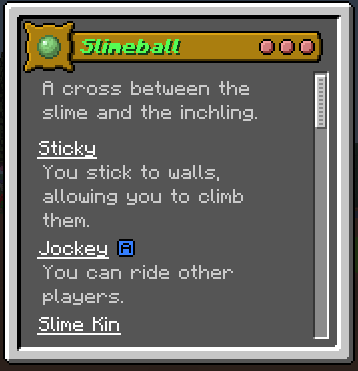 Slimeball
A cross between the
slime and the inchling.
Sticky
You stick to walls,
allowing you to climb
them.
Jockey A
You can ride other
players.
Slime Kin